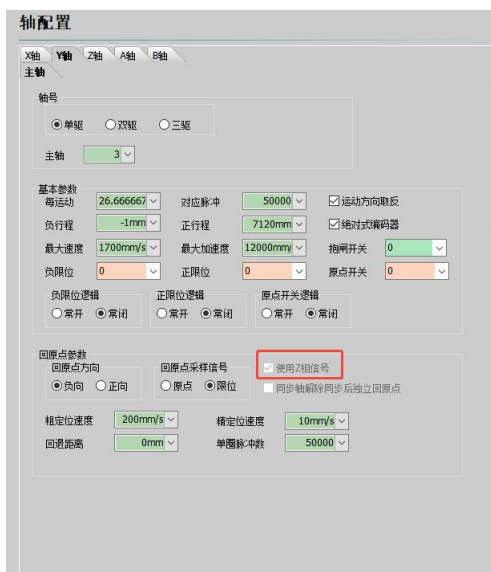 轴配置
X轴 Y轴 Z轴 A轴 B轴
主轴
轴号
单驱 双驱 三驱
主轴 3
基本参数
每运动 26.666667 对应脉冲 50000 运动方向取反
负行程 -1mm 正行程 7120mm 绝对式编码器
最大速度 1700mm/s 最大加速度 12000mm/ 抱闸开关 0
负限位 0 正限位 0 原点开关 0
负限位逻辑 正限位逻辑 原点开关逻辑
常开 常闭 常开 常闭 常开 常闭
回原点参数
回原点方向 回原点采样信号 使用Z相信号
负向 正向 原点 限位 同步轴解除同步后独立回原点
粗定位速度 200mm/s 精定位速度 10mm/s
回退距离 0mm 单圈脉冲数 50000